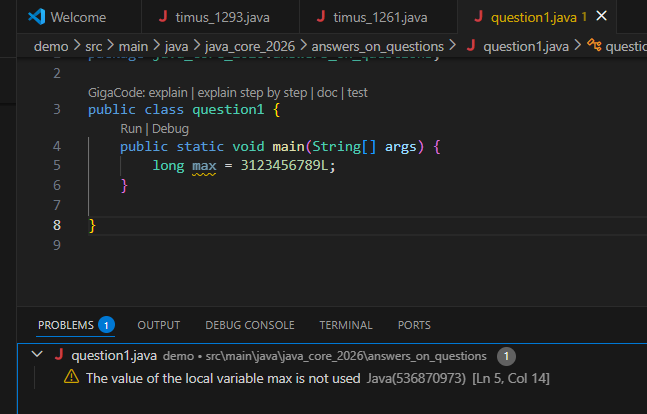 Welcome
J timus_1293.java
J timus_1261.java
J question1.java 1
demo > src > main > java > java_core_2026 > answers_on_questions > J question1.java > questio
2
GigaCode: explain | explain step by step | doc | test
3 public class question1 {
Run | Debug
4 public static void main(String[] args) {
5 long max = 3123456789L;
6 }
7
8 }
9
PROBLEMS 1 OUTPUT DEBUG CONSOLE TERMINAL PORTS
J question1.java demo • src\main\java\java_core_2026\answers_on_questions 1
The value of the local variable max is not used Java(536870973) [Ln 5, Col 14]